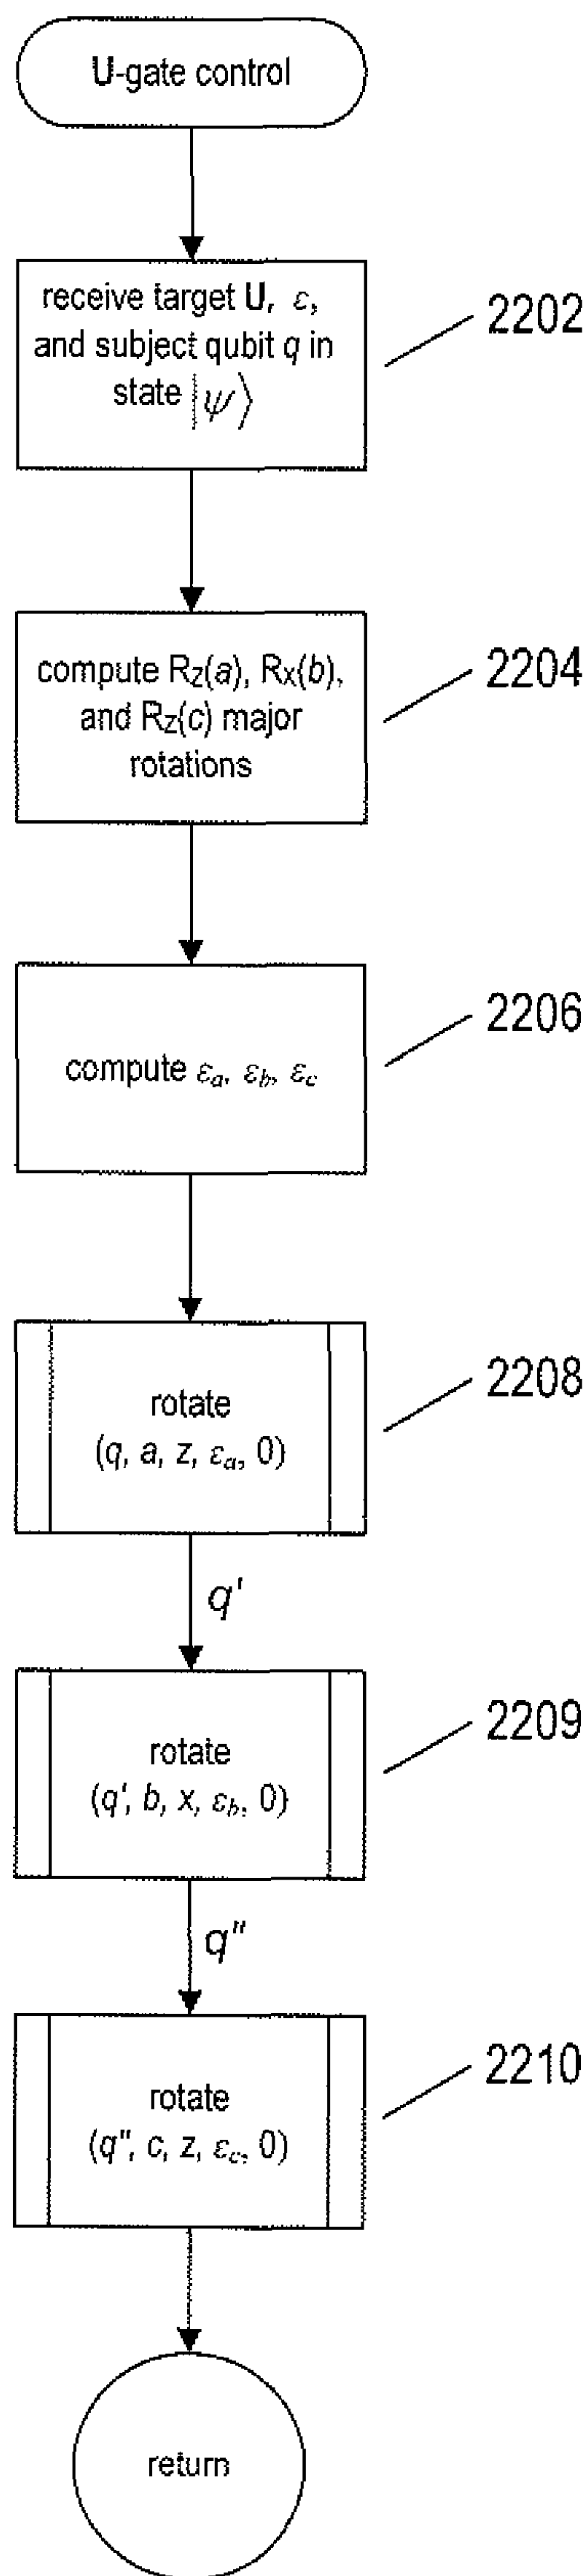 U-gate control
receive target U, ε,
and subject qubit q in
state |ψ⟩
2202
compute Rz(a), Rx(b),
and Rz(c) major
rotations
2204
compute εa, εb, εc
2206
rotate
(q, a, z, εa, 0)
2208
q'
rotate
(q', b, x, εb, 0)
2209
q"
rotate
(q", c, z, εc, 0)
2210
return